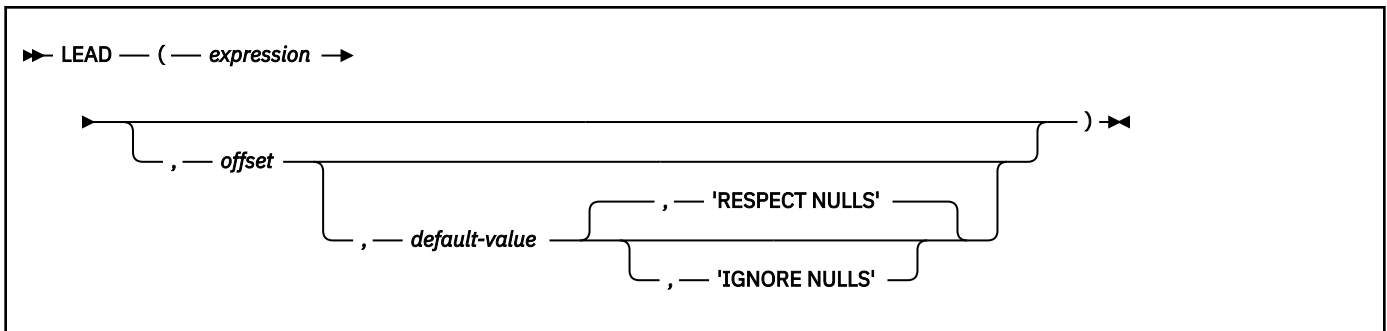 LEAD ( expression
)
, offset
, 'RESPECT NULLS'
, default-value
, 'IGNORE NULLS'